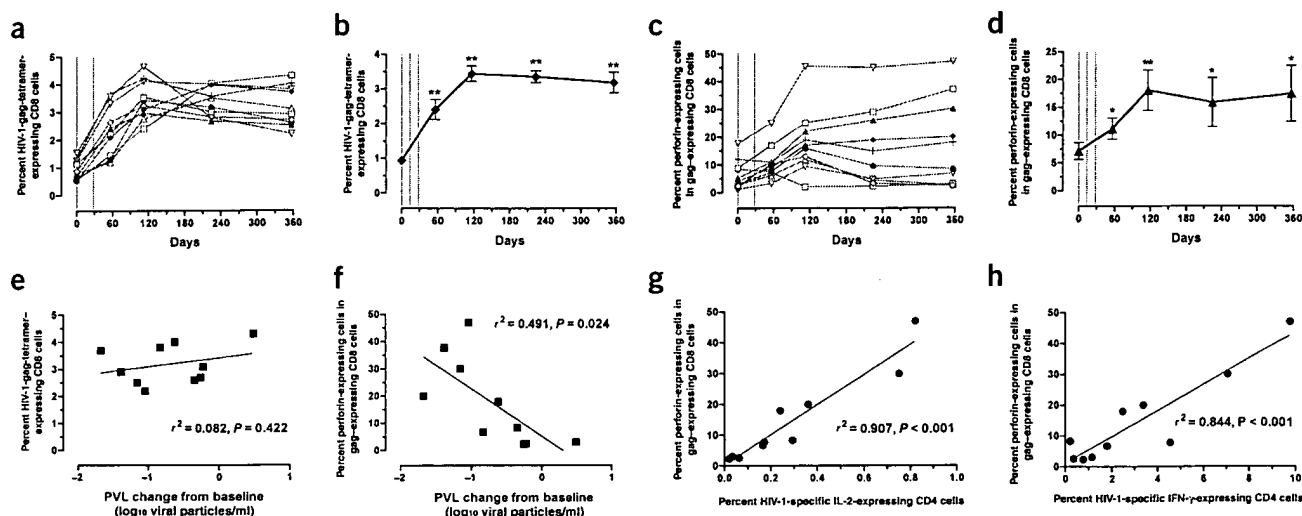 a
Percent HIV-1-gag-tetramer-
expressing CD8 cells
5
4
3
2
1
0
0 60 120 180 240 300 360
Days
b
Percent HIV-1-gag-tetramer-
expressing CD8 cells
4
3
2
1
0
** ** ** **
0 60 120 180 240 300 360
Days
c
Percent perforin-expressing cells
in gag–expressing CD8 cells
50
45
40
35
30
25
20
15
10
5
0
0 60 120 180 240 300 360
Days
d
Percent perforin-expressing cells
in gag–expressing CD8 cells
25
20
15
10
5
0
* ** * *
0 60 120 180 240 300 360
Days
e
Percent HIV-1-gag-tetramer–
expressing CD8 cells
5
4
3
2
1
0
r² = 0.082, P = 0.422
–2 –1 0 1
PVL change from baseline
(log₁₀ viral particles/ml)
f
Percent perforin-expressing cells in
gag–expressing CD8 cells
50
40
30
20
10
0
r² = 0.491, P = 0.024
–2 –1 0 1
PVL change from baseline
(log₁₀ viral particles/ml)
g
Percent perforin-expressing cells in
gag–expressing CD8 cells
50
40
30
20
10
0
r² = 0.907, P < 0.001
0.0 0.2 0.4 0.6 0.8 1.0
Percent HIV-1-specific IL-2-expressing CD4 cells
h
Percent perforin-expressing cells in
gag–expressing CD8 cells
50
40
30
20
10
0
r² = 0.844, P < 0.001
0 2 4 6 8 10
Percent HIV-1-specific IFN-γ-expressing CD4 cells